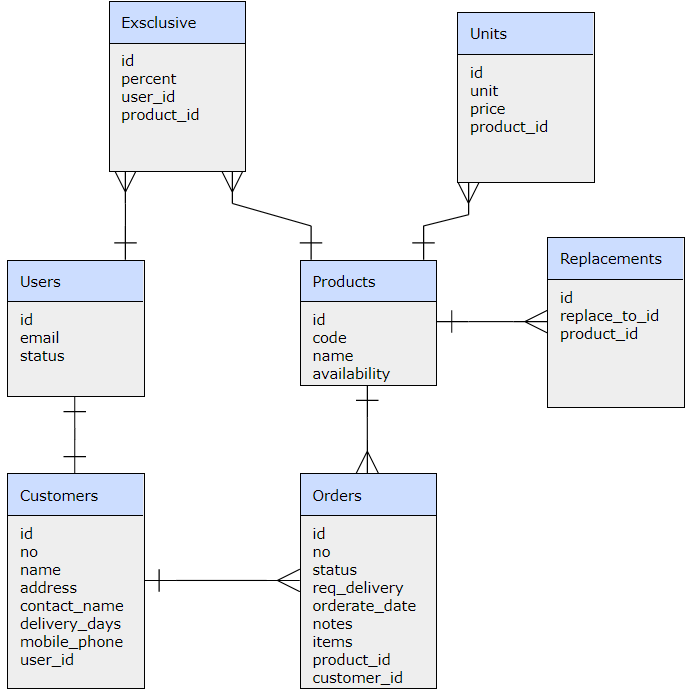 Exsclusive
id
percent
user_id
product_id
Units
id
unit
price
product_id
Users
id
email
status
Products
id
code
name
availability
Replacements
id
replace_to_id
product_id
Customers
id
no
name
address
contact_name
delivery_days
mobile_phone
user_id
Orders
id
no
status
req_delivery
orderate_date
notes
items
product_id
customer_id